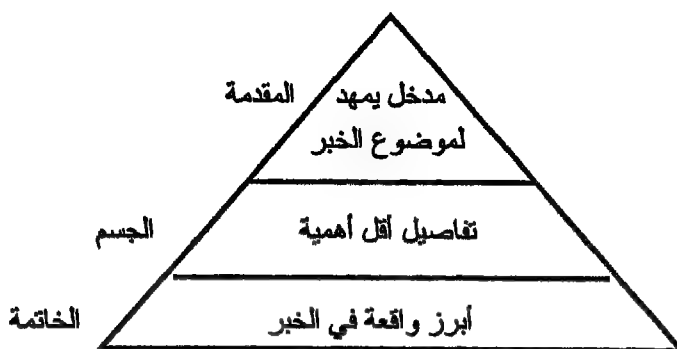 المقدمة
مدخل يمهد
لموضوع الخبر
الجسم
تفاصيل أقل أهمية
الخاتمة
أبرز واقعة في الخبر